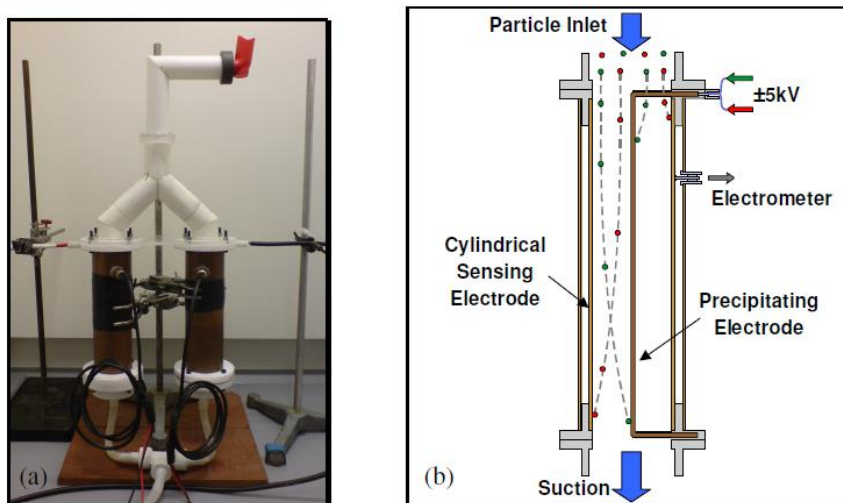 (a)
Particle Inlet
±5kV
Electrometer
Cylindrical
Sensing
Electrode
Precipitating
Electrode
Suction
(b)